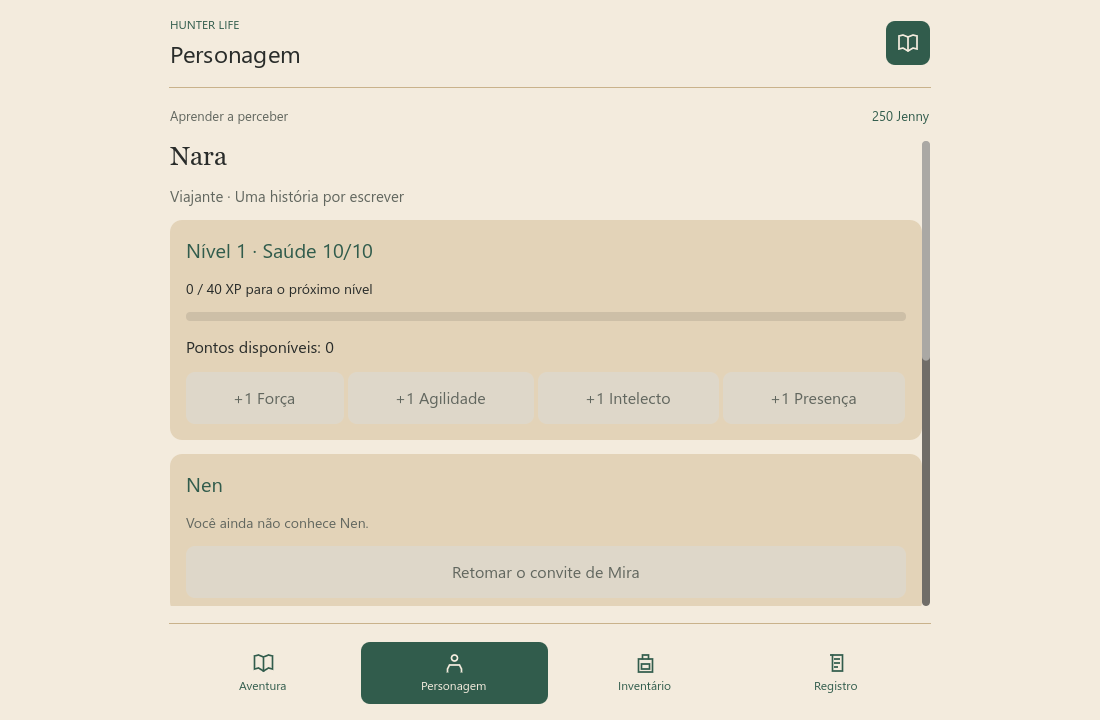 HUNTER LIFE
Personagem
Aprender a perceber
250 Jenny
Nara
Viajante · Uma história por escrever
Nível 1 · Saúde 10/10
0 / 40 XP para o próximo nível
Pontos disponíveis: 0
+1 Força
+1 Agilidade
+1 Intelecto
+1 Presença
Nen
Você ainda não conhece Nen.
Retomar o convite de Mira
Aventura
Personagem
Inventário
Registro